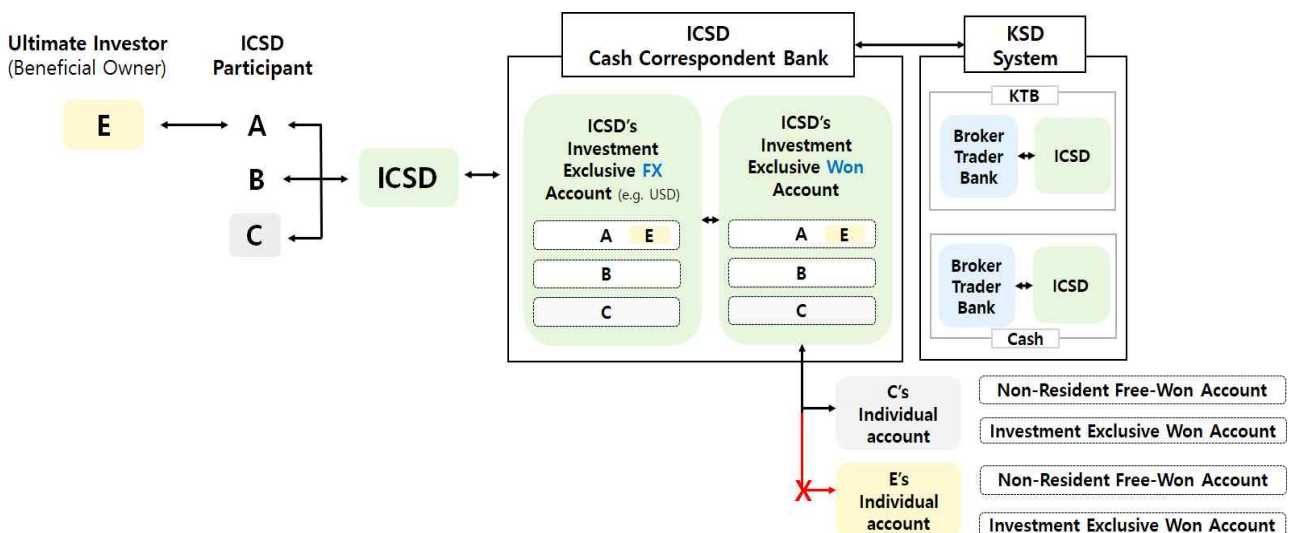 Ultimate Investor
(Beneficial Owner)
ICSD
Participant
E
A
B
C
ICSD
ICSD
Cash Correspondent Bank
ICSD's
Investment
Exclusive FX
Account (e.g. USD)
A E
B
C
ICSD's
Investment
Exclusive Won
Account
A E
B
C
KSD
System
KTB
Broker
Trader
Bank
ICSD
Broker
Trader
Bank
ICSD
Cash
C's
Individual
account
Non-Resident Free-Won Account
Investment Exclusive Won Account
X
E's
Individual
account
Non-Resident Free-Won Account
Investment Exclusive Won Account